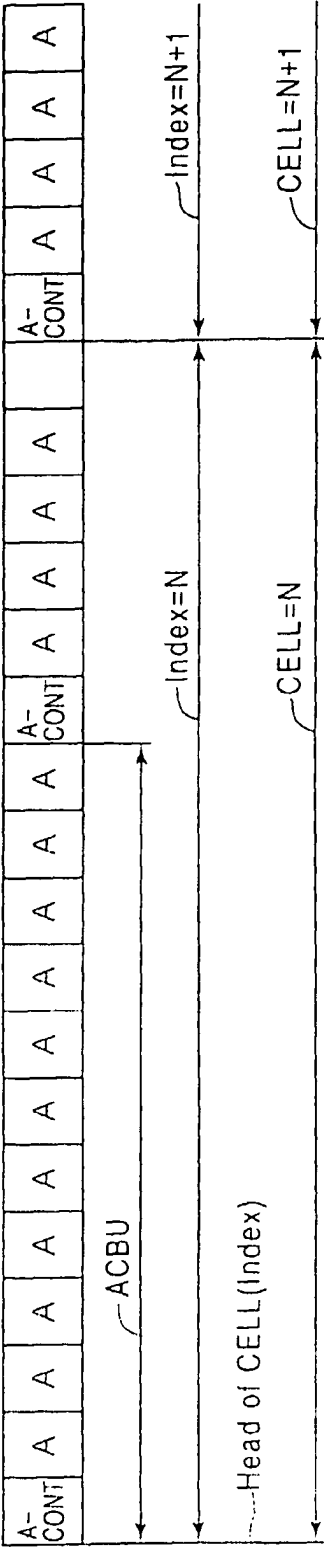 A-
CONT
A
A
A
A
A
A
A
A
A
A
A
A-
CONT
A
A
A
A
A-
CONT
A
A
A
A
ACBU
Index=N
Index=N+1
Head of CELL(Index)
CELL=N
CELL=N+1